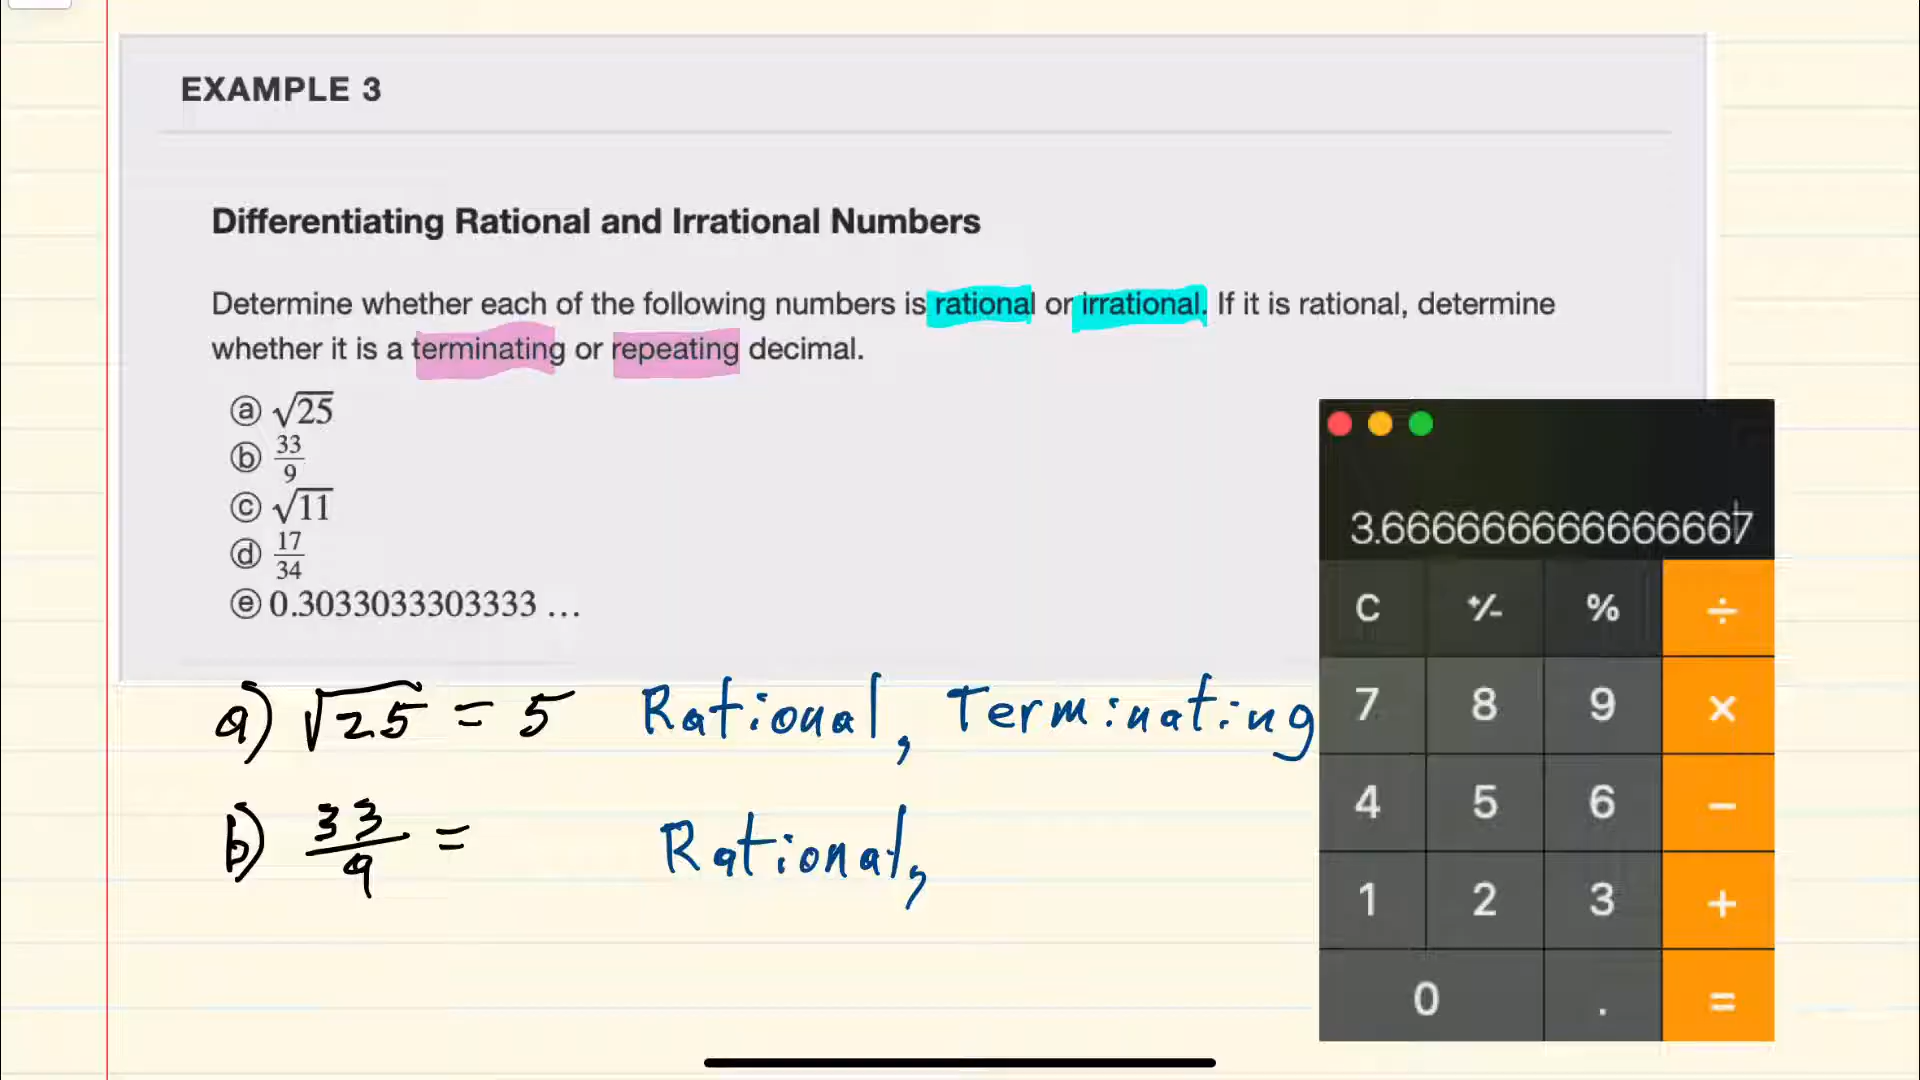 EXAMPLE 3
Differentiating Rational and Irrational Numbers
Determine whether each of the following numbers is rational or irrational. If it is rational, determine
whether it is a terminating or repeating decimal.
ⓐ √25
ⓑ 33/9
ⓒ √11
ⓓ 17/34
ⓔ 0.3033033303333 ...
3.666666666666667
C +/- % ÷
7 8 9 ×
4 5 6 −
1 2 3 +
0 . =
a) √25 = 5 Rational, Terminating
b) 33/9 = Rational,